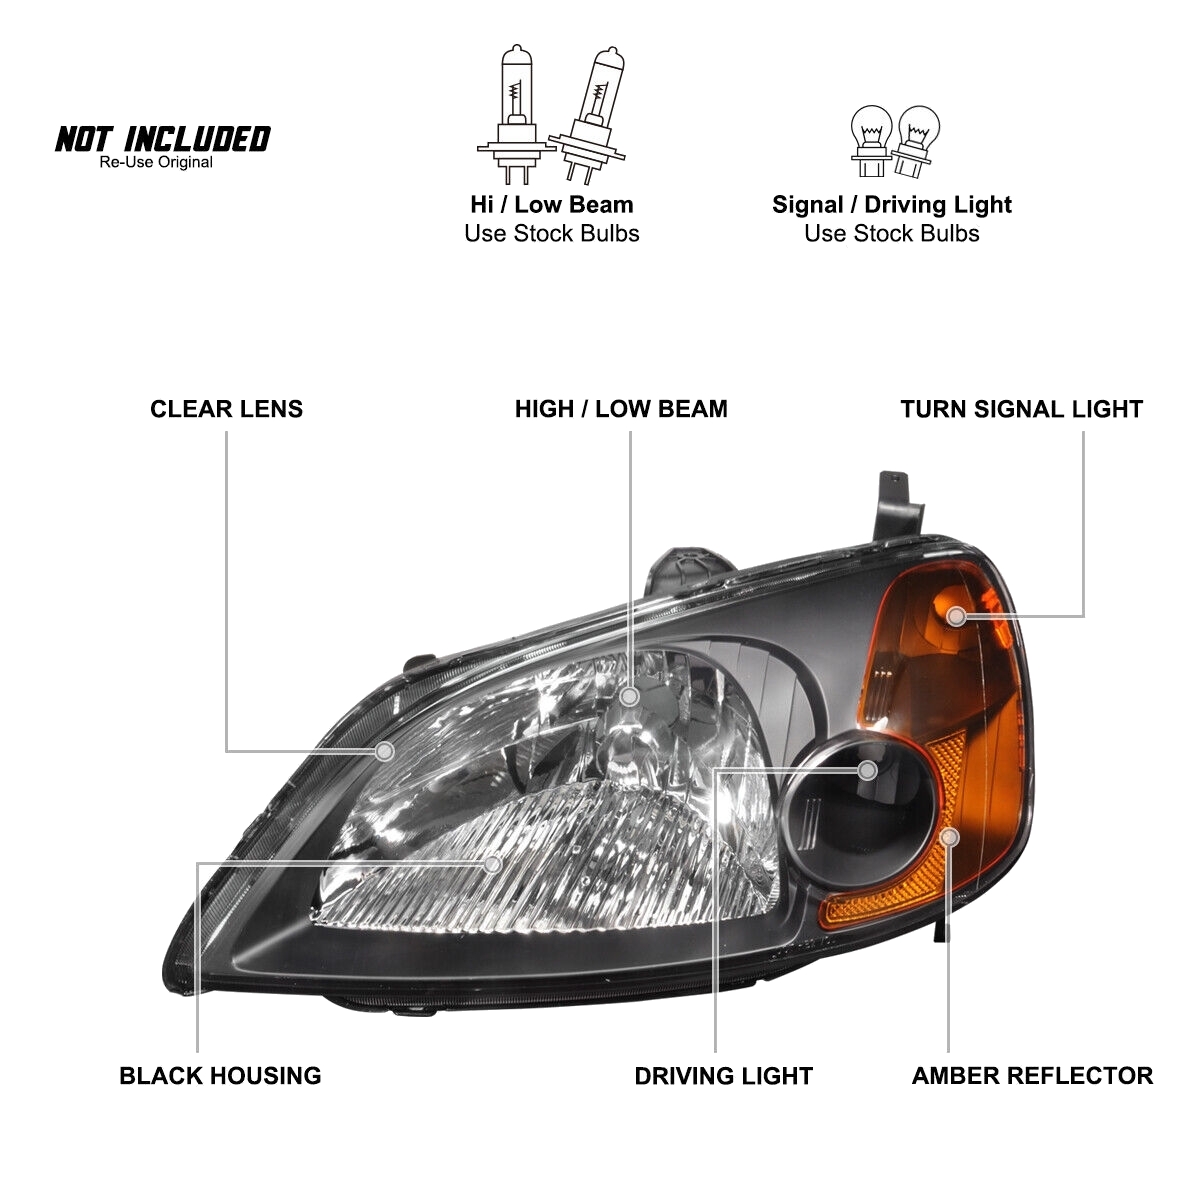 NOT INCLUDED
Re-Use Original
Hi / Low Beam
Use Stock Bulbs
Signal / Driving Light
Use Stock Bulbs
CLEAR LENS
HIGH / LOW BEAM
TURN SIGNAL LIGHT
BLACK HOUSING
DRIVING LIGHT
AMBER REFLECTOR